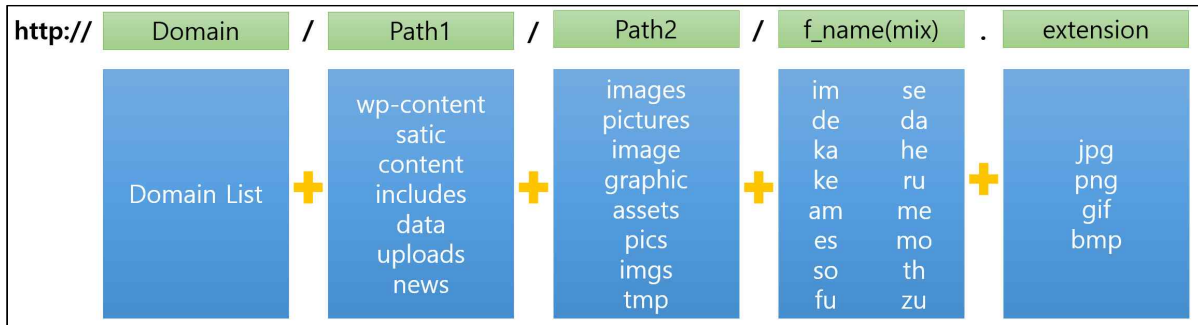 http:// Domain / Path1 / Path2 / f_name(mix) . extension
Domain List
wp-content
satic
content
includes
data
uploads
news
images
pictures
image
graphic
assets
pics
imgs
tmp
im se
de da
ka he
ke ru
am me
es mo
so th
fu zu
jpg
png
gif
bmp